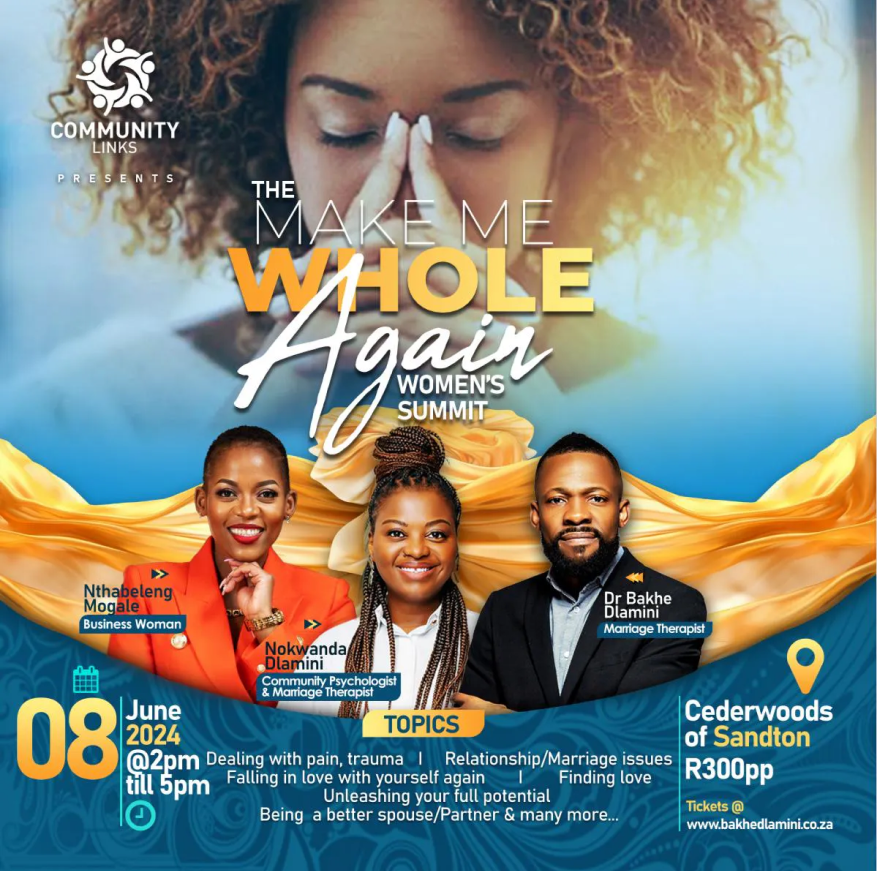 COMMUNITY
LINKS
PRESENTS
THE
MAKE ME
WHOLE
Again
WOMEN'S
SUMMIT
Nthabeleng
Mogale
Business Woman
Nokwanda
Dlamini
Community Psychologist
& Marriage Therapist
Dr Bakhe
Dlamini
Marriage Therapist
08
June
2024
@2pm
till 5pm
TOPICS
Dealing with pain, trauma | Relationship/Marriage issues
Falling in love with yourself again | Finding love
Unleashing your full potential
Being a better spouse/Partner & many more...
Cederwoods
of Sandton
R300pp
Tickets @
www.bakhedlamini.co.za